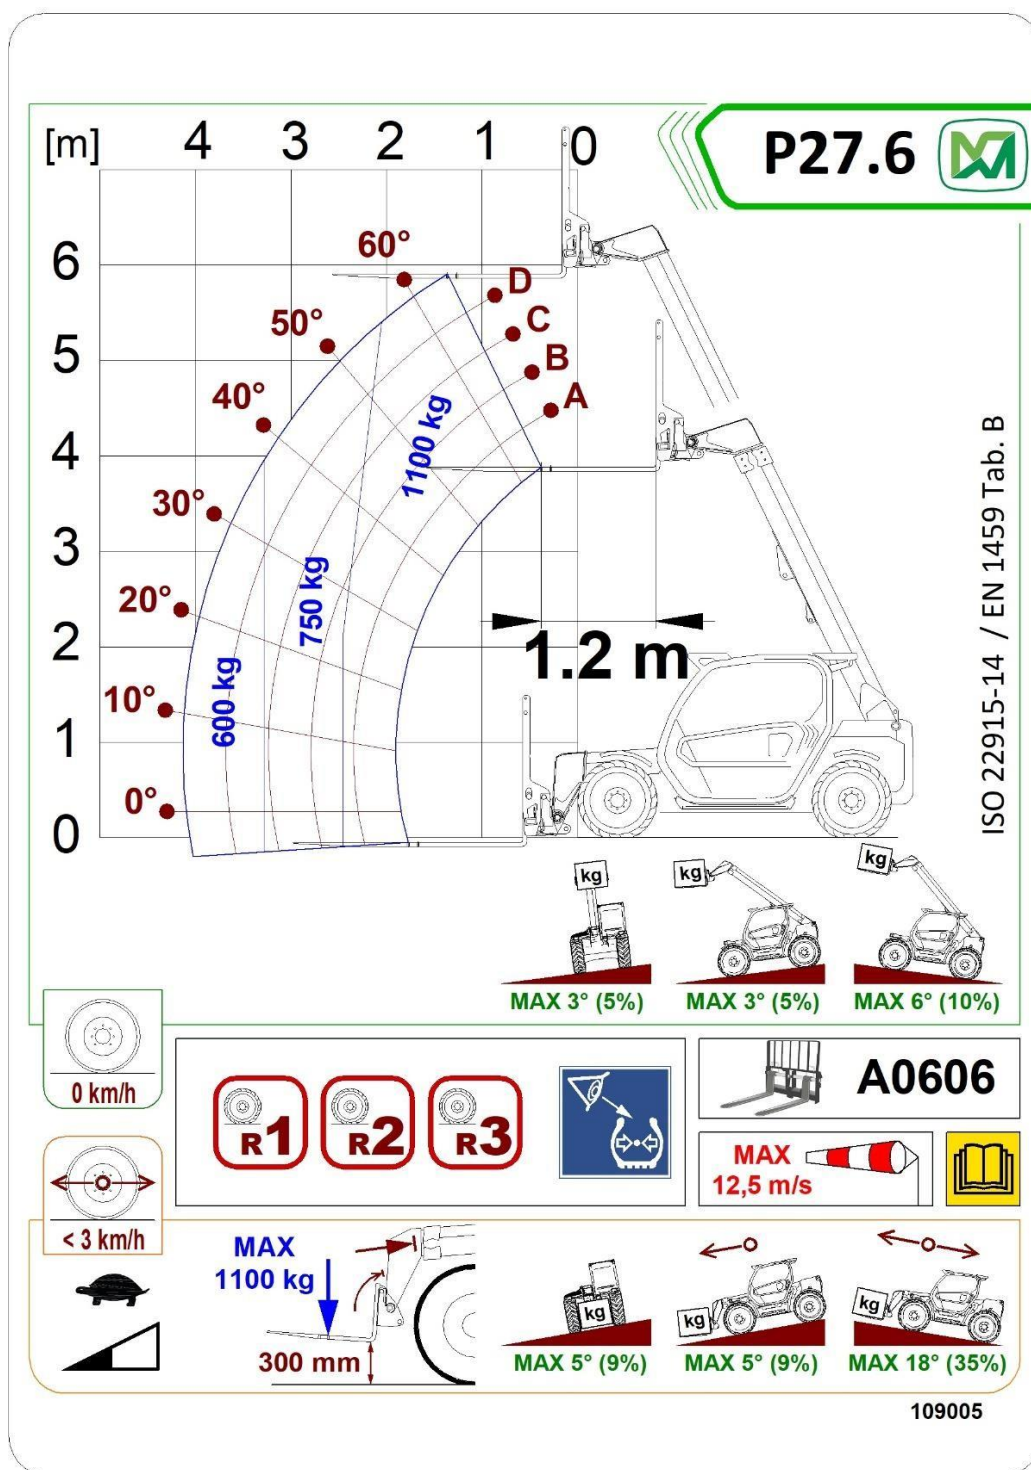 [m] 4 3 2 1 0
P27.6
6
5
4
3
2
1
0
60°
50°
40°
30°
20°
10°
0°
D
C
B
A
1100 kg
750 kg
600 kg
1.2 m
ISO 22915-14 / EN 1459 Tab. B
kg
kg
kg
MAX 3° (5%)
MAX 3° (5%)
MAX 6° (10%)
0 km/h
R1
R2
R3
A0606
MAX
12,5 m/s
< 3 km/h
MAX
1100 kg
300 mm
kg
kg
kg
MAX 5° (9%)
MAX 5° (9%)
MAX 18° (35%)
109005